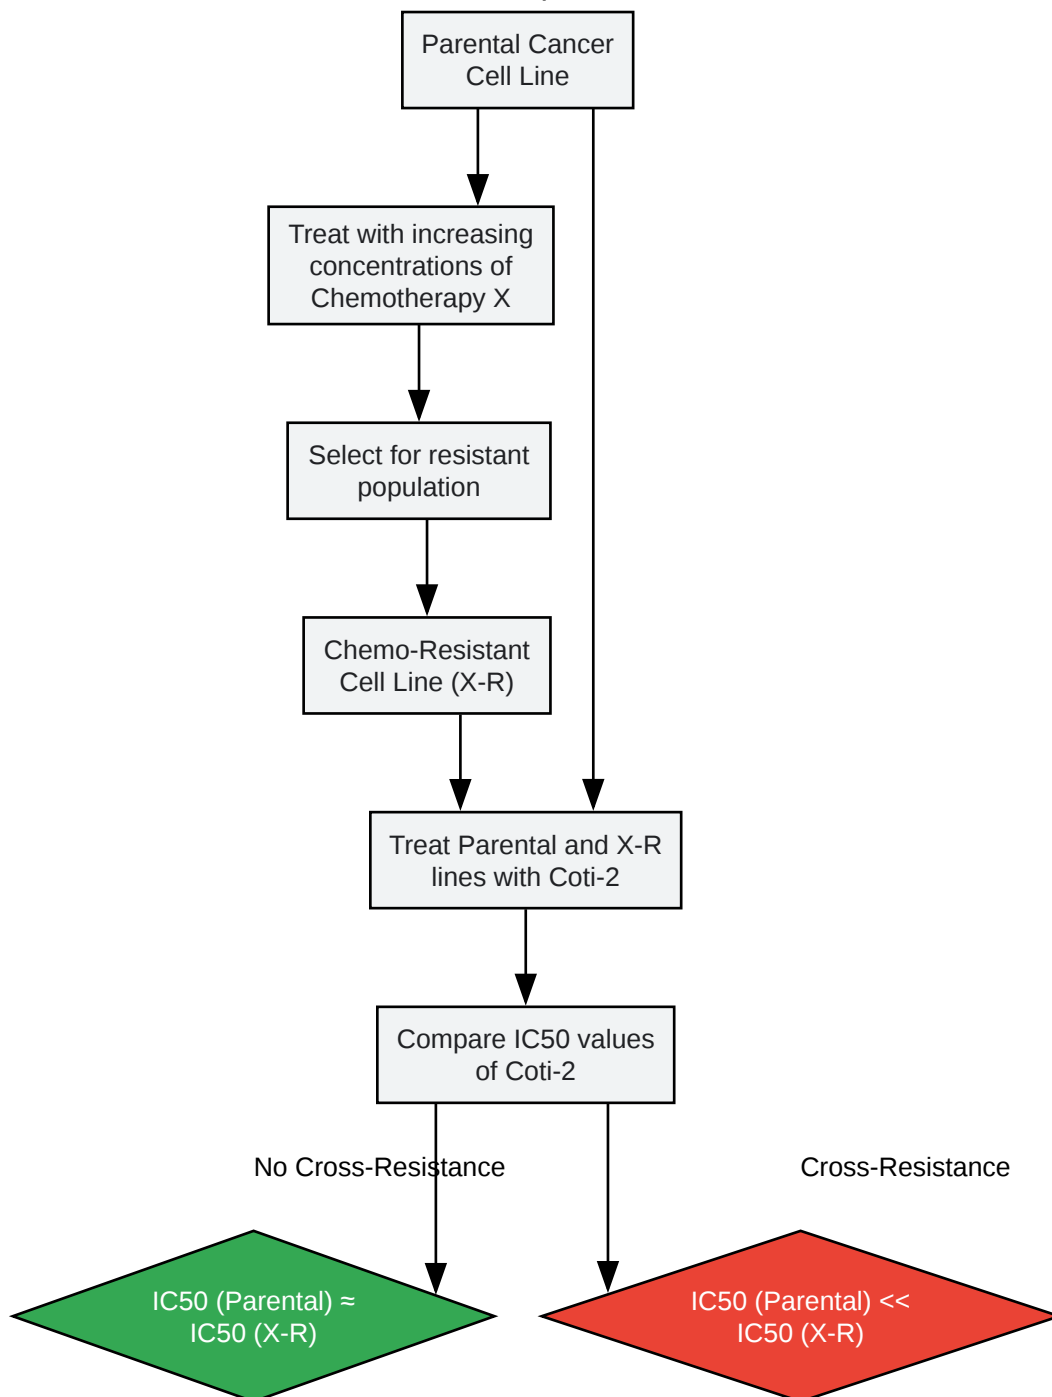 Parental Cancer
Cell Line
Treat with increasing
concentrations of
Chemotherapy X
Select for resistant
population
Chemo-Resistant
Cell Line (X-R)
Treat Parental and X-R
lines with Coti-2
Compare IC50 values
of Coti-2
No Cross-Resistance
Cross-Resistance
IC50 (Parental) ≈
IC50 (X-R)
IC50 (Parental) <<
IC50 (X-R)